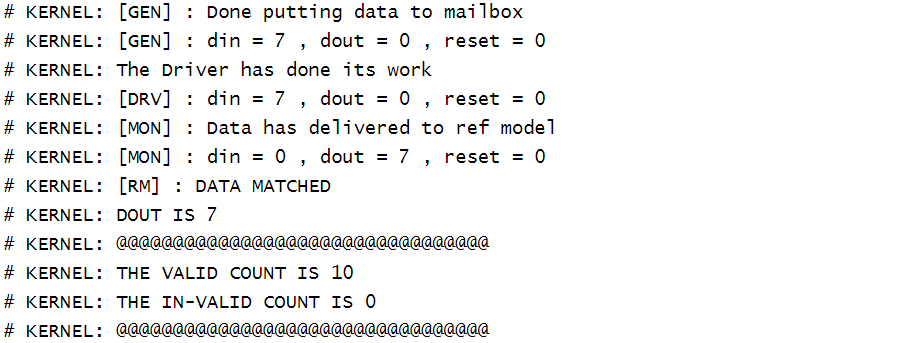 # KERNEL: [GEN] : Done putting data to mailbox
# KERNEL: [GEN] : din = 7 , dout = 0 , reset = 0
# KERNEL: The Driver has done its work
# KERNEL: [DRV] : din = 7 , dout = 0 , reset = 0
# KERNEL: [MON] : Data has delivered to ref model
# KERNEL: [MON] : din = 0 , dout = 7 , reset = 0
# KERNEL: [RM] : DATA MATCHED
# KERNEL: DOUT IS 7
# KERNEL: @@@@@@@@@@@@@@@@@@@@@@@@@@@@@@@@@
# KERNEL: THE VALID COUNT IS 10
# KERNEL: THE IN-VALID COUNT IS 0
# KERNEL: @@@@@@@@@@@@@@@@@@@@@@@@@@@@@@@@@